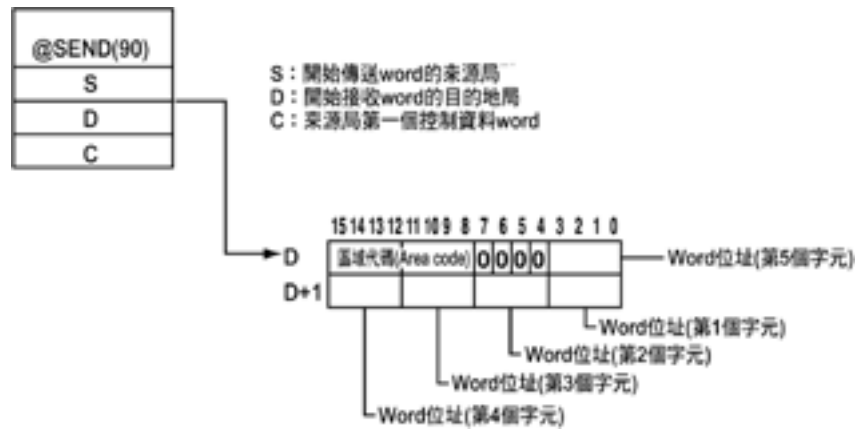 @SEND(90)
S
D
C
S：開始傳送word的來源局
D：開始接收word的目的地局
C：來源局第一個控制資料word
15 14 13 12 11 10 9 8 7 6 5 4 3 2 1 0
D 區域代碼(Area code) 0 0 0 0 Word位址(第5個字元)
D+1
Word位址(第1個字元)
Word位址(第2個字元)
Word位址(第3個字元)
Word位址(第4個字元)